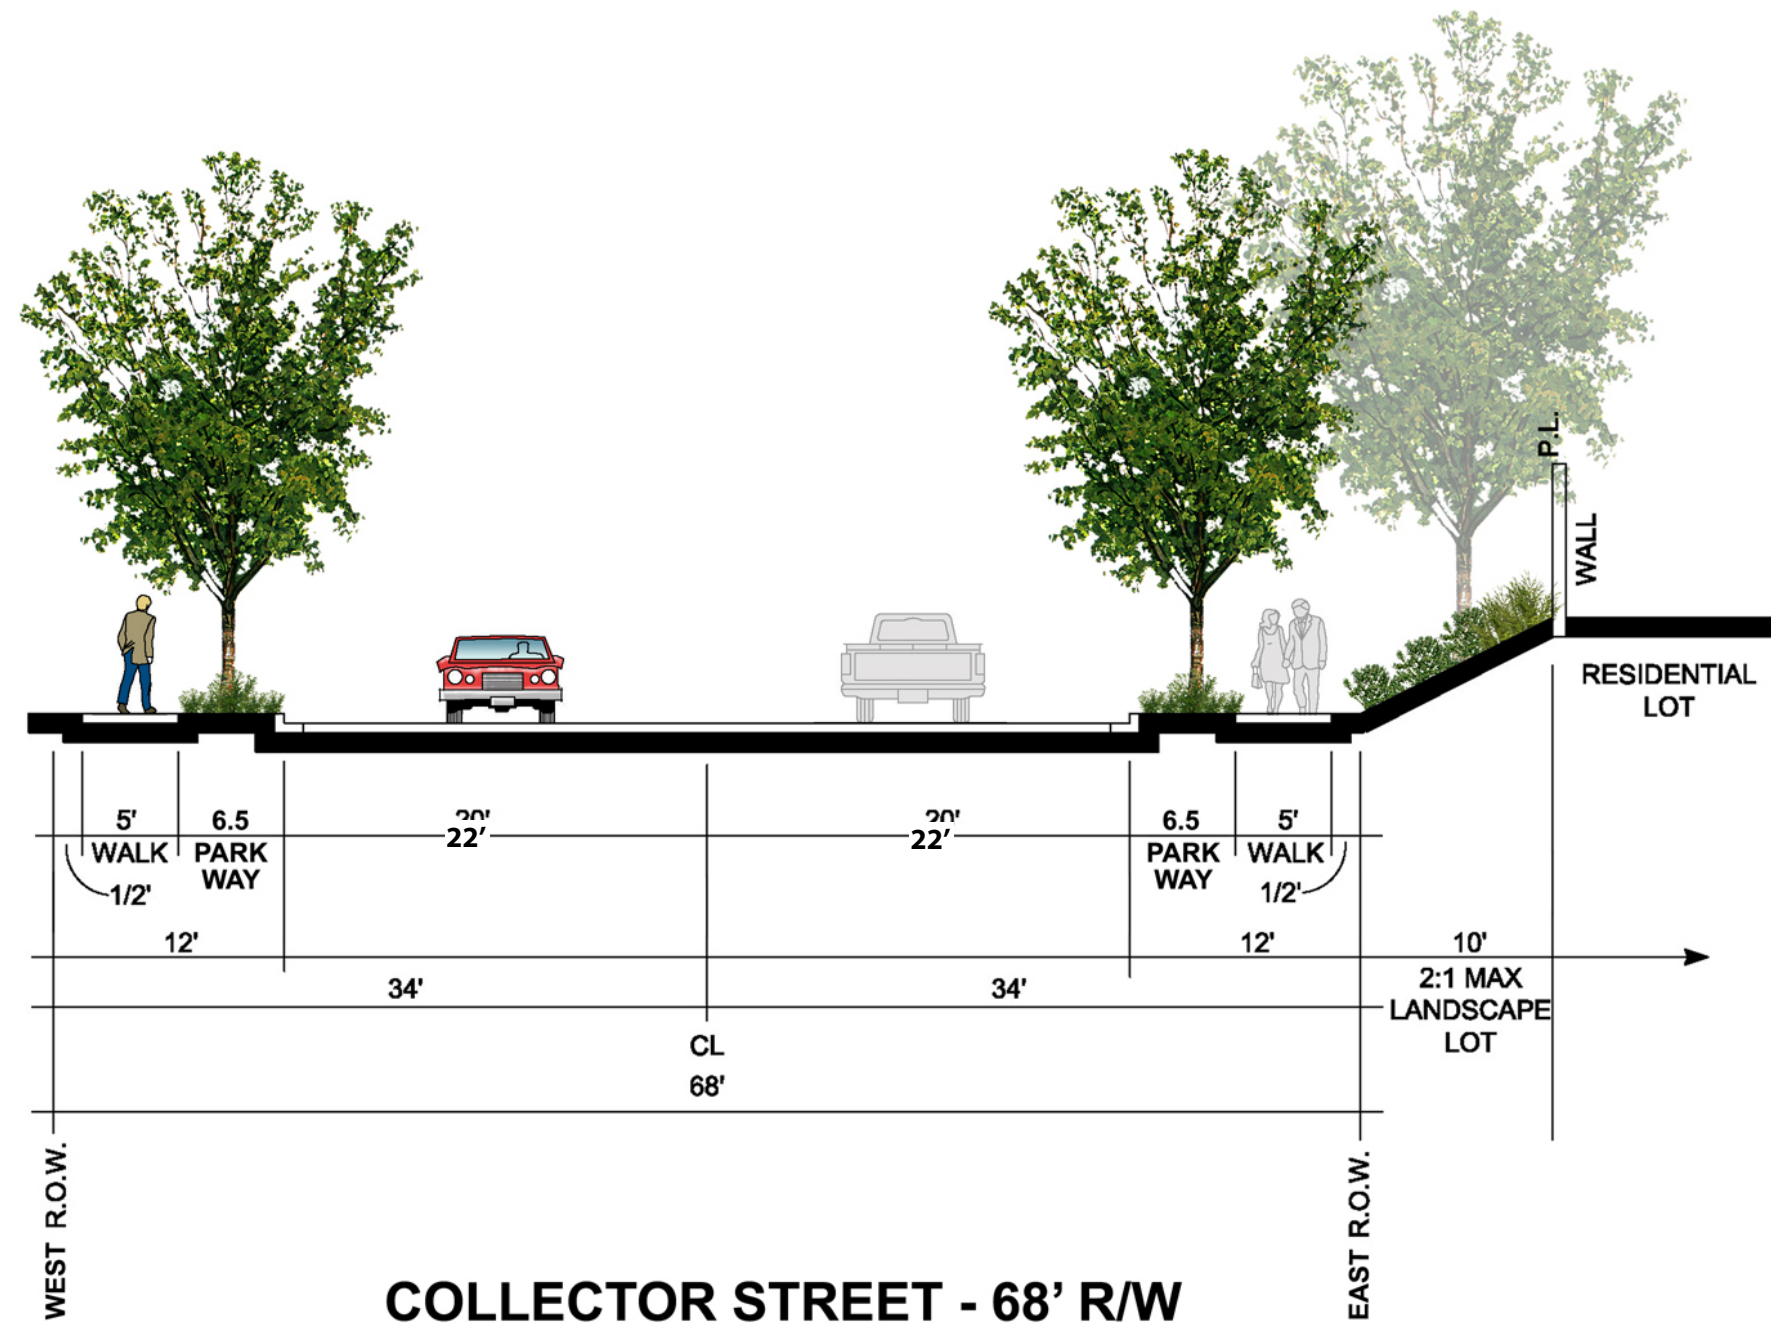 P.L.
WALL
RESIDENTIAL
LOT
5' 6.5 20' 20' 6.5 5'
22’ 22’
WALK PARK WAY PARK WAY WALK
1/2' 1/2'
12' 12' 10'
34' 34'
2:1 MAX
LANDSCAPE
LOT
CL
68'
WEST R.O.W.
EAST R.O.W.
COLLECTOR STREET - 68’ R/W